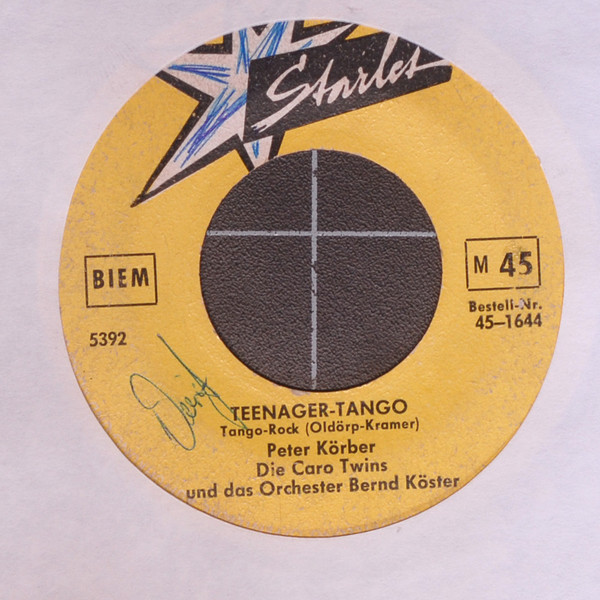 Starlet
BIEM
M 45
Bestell-Nr.
45-1644
5392
TEENAGER-TANGO
Tango-Rock (Oldörp-Kramer)
Peter Körber
Die Caro Twins
und das Orchester Bernd Köster